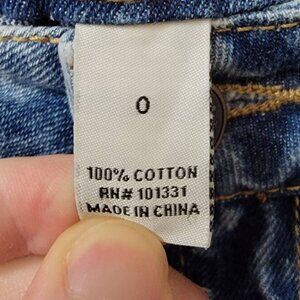 0
100% COTTON
RN# 101331
MADE IN CHINA